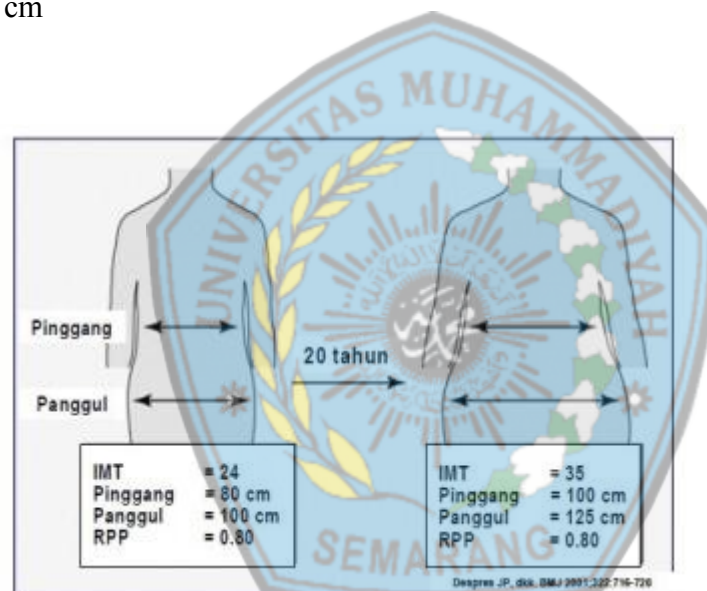 cm
UNIVERSITAS MUHAMMADIYAH
Pinggang
20 tahun
Panggul
IMT = 24
Pinggang = 80 cm
Panggul = 100 cm
RPP = 0.80
IMT = 35
Pinggang = 100 cm
Panggul = 125 cm
RPP = 0.80
SEMARANG
Despres JP, dkk. BMJ 2001;322:716-720